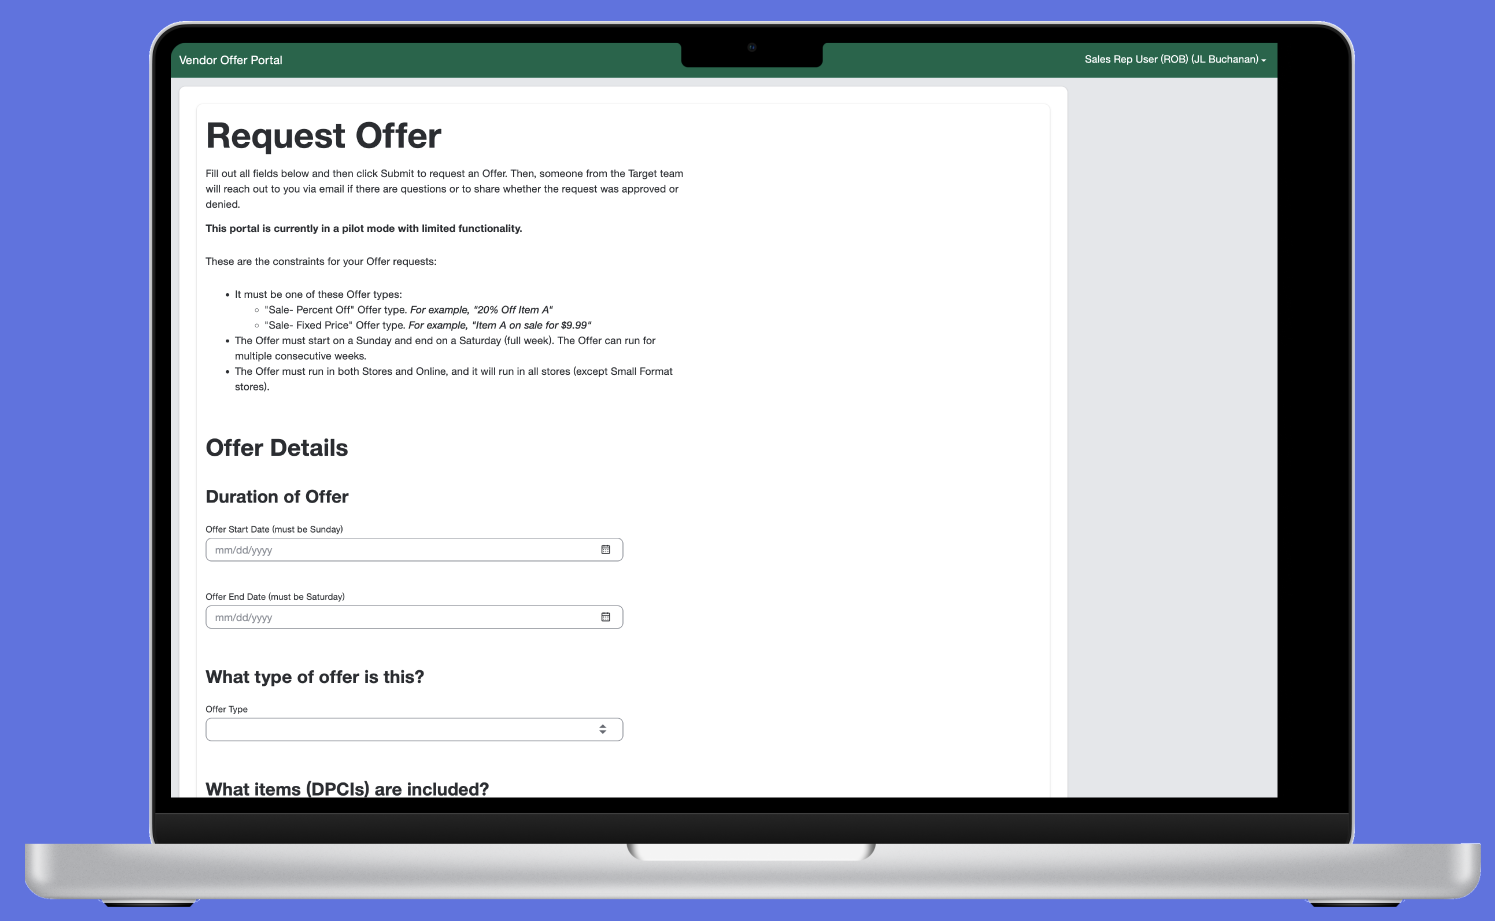 Vendor Offer Portal
Sales Rep User (ROB) (JL Buchanan)
Request Offer
Fill out all fields below and then click Submit to request an Offer. Then, someone from the Target team
will reach out to you via email if there are questions or to share whether the request was approved or
denied.
This portal is currently in a pilot mode with limited functionality.
These are the constraints for your Offer requests:
• It must be one of these Offer types:
◦ "Sale- Percent Off" Offer type. For example, "20% Off Item A"
◦ "Sale- Fixed Price" Offer type. For example, "Item A on sale for $9.99"
• The Offer must start on a Sunday and end on a Saturday (full week). The Offer can run for
multiple consecutive weeks.
• The Offer must run in both Stores and Online, and it will run in all stores (except Small Format
stores).
Offer Details
Duration of Offer
Offer Start Date (must be Sunday)
mm/dd/yyyy
Offer End Date (must be Saturday)
mm/dd/yyyy
What type of offer is this?
Offer Type
What items (DPCIs) are included?